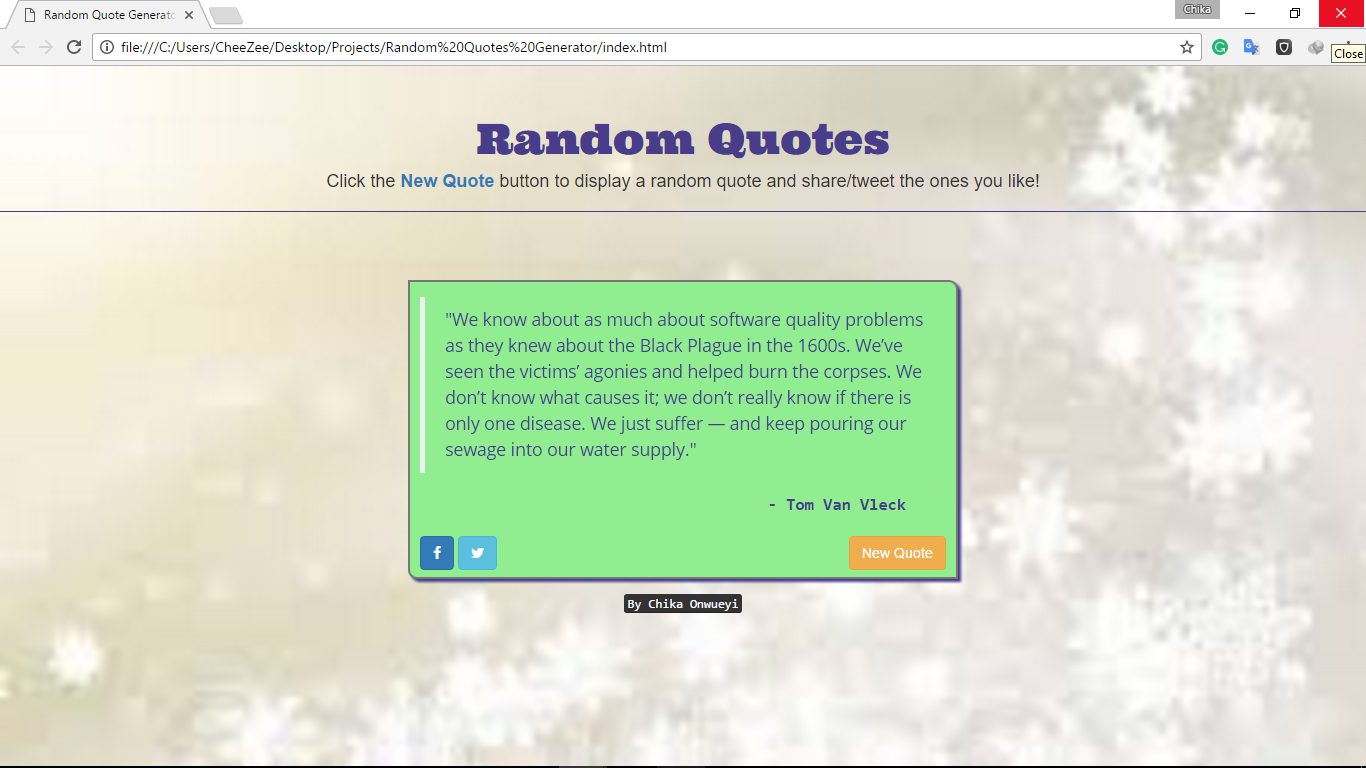 Random Quote Generato
Chika
file:///C:/Users/CheeZee/Desktop/Projects/Random%20Quotes%20Generator/index.html
Close
Random Quotes
Click the New Quote button to display a random quote and share/tweet the ones you like!
"We know about as much about software quality problems
as they knew about the Black Plague in the 1600s. We’ve
seen the victims’ agonies and helped burn the corpses. We
don’t know what causes it; we don’t really know if there is
only one disease. We just suffer — and keep pouring our
sewage into our water supply."
- Tom Van Vleck
New Quote
By Chika Onwueyi